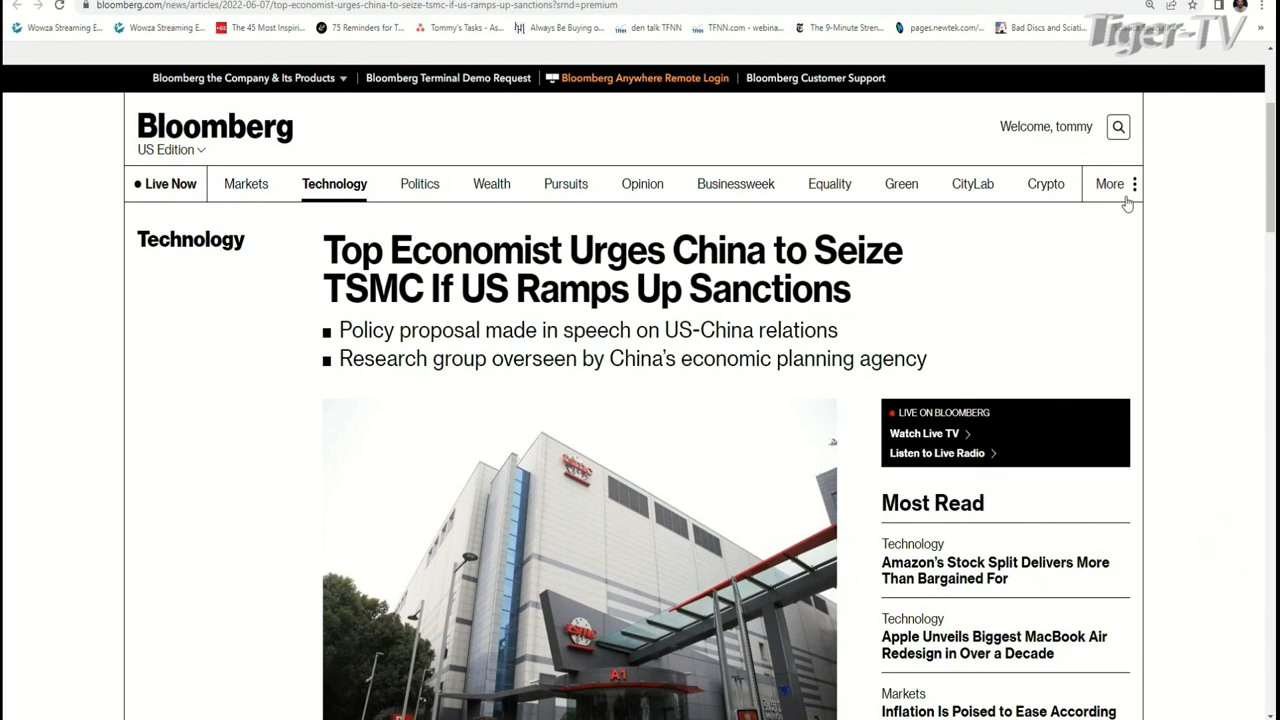 bloomberg.com/news/articles/2022-06-07/top-economist-urges-china-to-seize-tsmc-if-us-ramps-up-sanctions?srnd=premium
Wowza Streaming E... Wowza Streaming E... The 45 Most Inspiri... 75 Reminders for T... Tommy's Tasks - As... Always Be Buying o... den talk TFNN TFNN.com - webina... The 9-Minute Stren... pages.newtek.com/... Bad Discs and Sciati...
Tiger-TV
Bloomberg the Company & Its Products Bloomberg Terminal Demo Request Bloomberg Anywhere Remote Login Bloomberg Customer Support
Bloomberg
US Edition
Welcome, tommy
Live Now Markets Technology Politics Wealth Pursuits Opinion Businessweek Equality Green CityLab Crypto More
Technology
Top Economist Urges China to Seize
TSMC If US Ramps Up Sanctions
Policy proposal made in speech on US-China relations
Research group overseen by China's economic planning agency
tsmc
tsmc
A1
LIVE ON BLOOMBERG
Watch Live TV
Listen to Live Radio
Most Read
Technology
Amazon's Stock Split Delivers More
Than Bargained For
Technology
Apple Unveils Biggest MacBook Air
Redesign in Over a Decade
Markets
Inflation Is Poised to Ease According